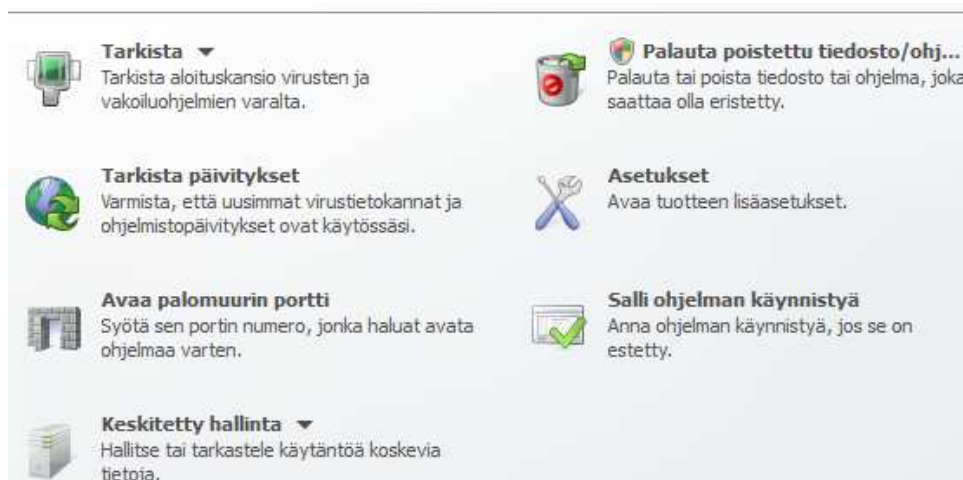 Tarkista
Tarkista aloituskansio virusten ja
vakoiluohjelmien varalta.
Palauta poistettu tiedosto/ohj...
Palauta tai poista tiedosto tai ohjelma, joka
saattaa olla eristetty.
Tarkista päivitykset
Varmista, että uusimmat virustietokannat ja
ohjelmistopäivitykset ovat käytössäsi.
Asetukset
Avaa tuotteen lisäasetukset.
Avaa palomuurin portti
Syötä sen portin numero, jonka haluat avata
ohjelmaa varten.
Salli ohjelman käynnistyä
Anna ohjelman käynnistyä, jos se on
estetty.
Keskitetty hallinta
Hallitse tai tarkastele käytäntöä koskevia
tietoja.